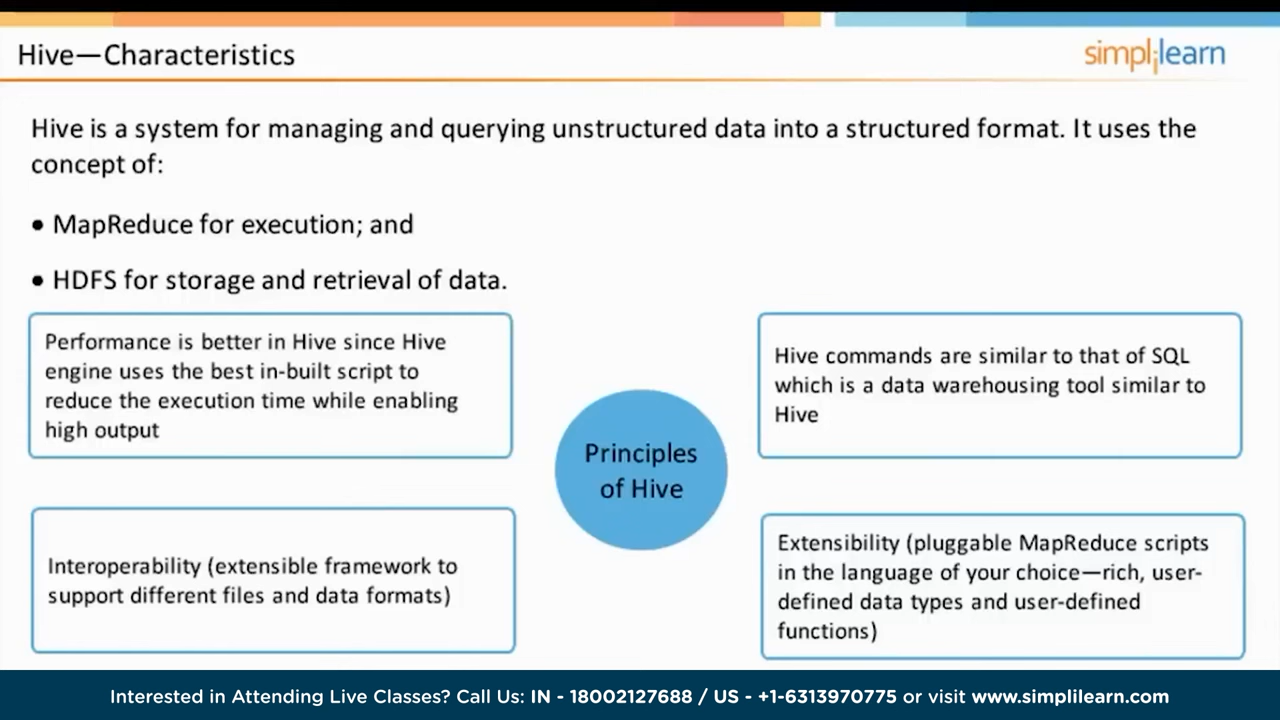 Hive—Characteristics
simplilearn
Hive is a system for managing and querying unstructured data into a structured format. It uses the
concept of:
• MapReduce for execution; and
• HDFS for storage and retrieval of data.
Performance is better in Hive since Hive
engine uses the best in-built script to
reduce the execution time while enabling
high output
Hive commands are similar to that of SQL
which is a data warehousing tool similar to
Hive
Principles
of Hive
Interoperability (extensible framework to
support different files and data formats)
Extensibility (pluggable MapReduce scripts
in the language of your choice—rich, user-
defined data types and user-defined
functions)
Interested in Attending Live Classes? Call Us: IN - 18002127688 / US - +1-6313970775 or visit www.simplilearn.com